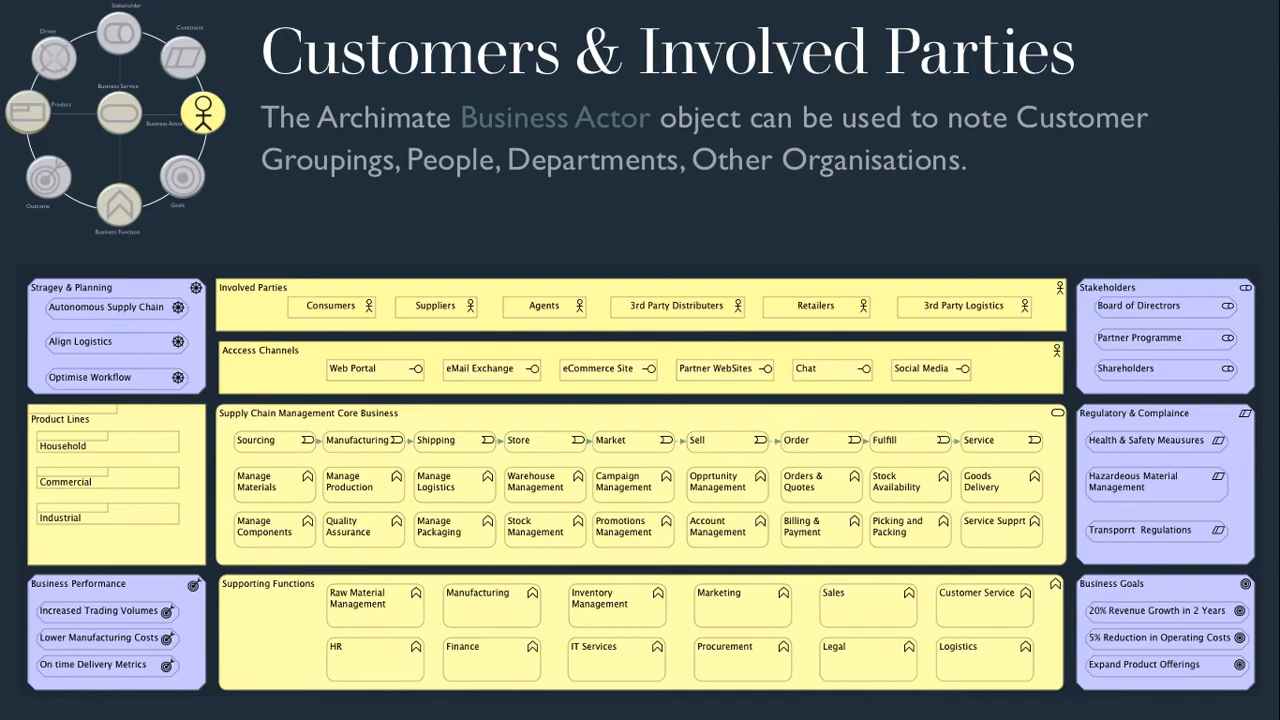 Stakeholder
Driver
Constraint
Business Service
Product
Business Actor
Outcome
Goals
Business Function
Customers & Involved Parties
The Archimate Business Actor object can be used to note Customer
Groupings, People, Departments, Other Organisations.
Stragey & Planning
Autonomous Supply Chain
Align Logistics
Optimise Workflow
Involved Parties
Consumers
Suppliers
Agents
3rd Party Distributers
Retailers
3rd Party Logistics
Acccess Channels
Web Portal
eMail Exchange
eCommerce Site
Partner WebSites
Chat
Social Media
Stakeholders
Board of Directrors
Partner Programme
Shareholders
Product Lines
Household
Commercial
Industrial
Supply Chain Management Core Business
Sourcing
Manufacturing
Shipping
Store
Market
Sell
Order
Fulfill
Service
Manage
Materials
Manage
Production
Manage
Logistics
Warehouse
Management
Campaign
Management
Opprtunity
Management
Orders &
Quotes
Stock
Availability
Goods
Delivery
Manage
Components
Quality
Assurance
Manage
Packaging
Stock
Management
Promotions
Management
Account
Management
Billing &
Payment
Picking and
Packing
Service Supprt
Regulatory & Complaince
Health & Safety Meausures
Hazardeous Material
Management
Transporrt Regulations
Business Performance
Increased Trading Volumes
Lower Manufacturing Costs
On time Delivery Metrics
Supporting Functions
Raw Material
Management
Manufacturing
Inventory
Management
Marketing
Sales
Customer Service
HR
Finance
IT Services
Procurement
Legal
Logistics
Business Goals
20% Revenue Growth in 2 Years
5% Reduction in Operating Costs
Expand Product Offerings